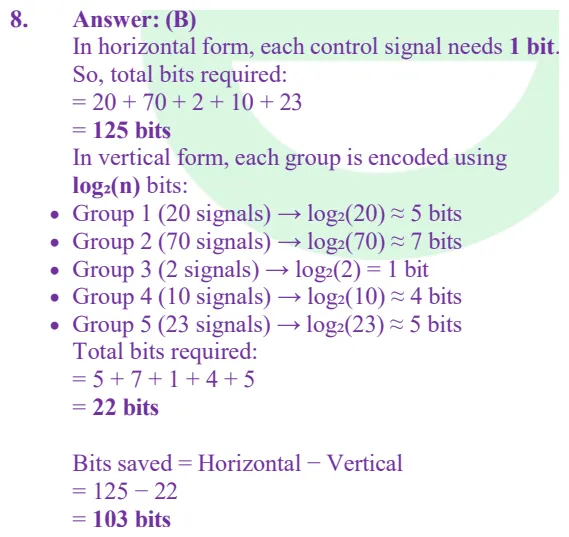 8. Answer: (B)
In horizontal form, each control signal needs 1 bit.
So, total bits required:
= 20 + 70 + 2 + 10 + 23
= 125 bits
In vertical form, each group is encoded using
log₂(n) bits:
• Group 1 (20 signals) → log₂(20) ≈ 5 bits
• Group 2 (70 signals) → log₂(70) ≈ 7 bits
• Group 3 (2 signals) → log₂(2) = 1 bit
• Group 4 (10 signals) → log₂(10) ≈ 4 bits
• Group 5 (23 signals) → log₂(23) ≈ 5 bits
Total bits required:
= 5 + 7 + 1 + 4 + 5
= 22 bits
Bits saved = Horizontal − Vertical
= 125 − 22
= 103 bits